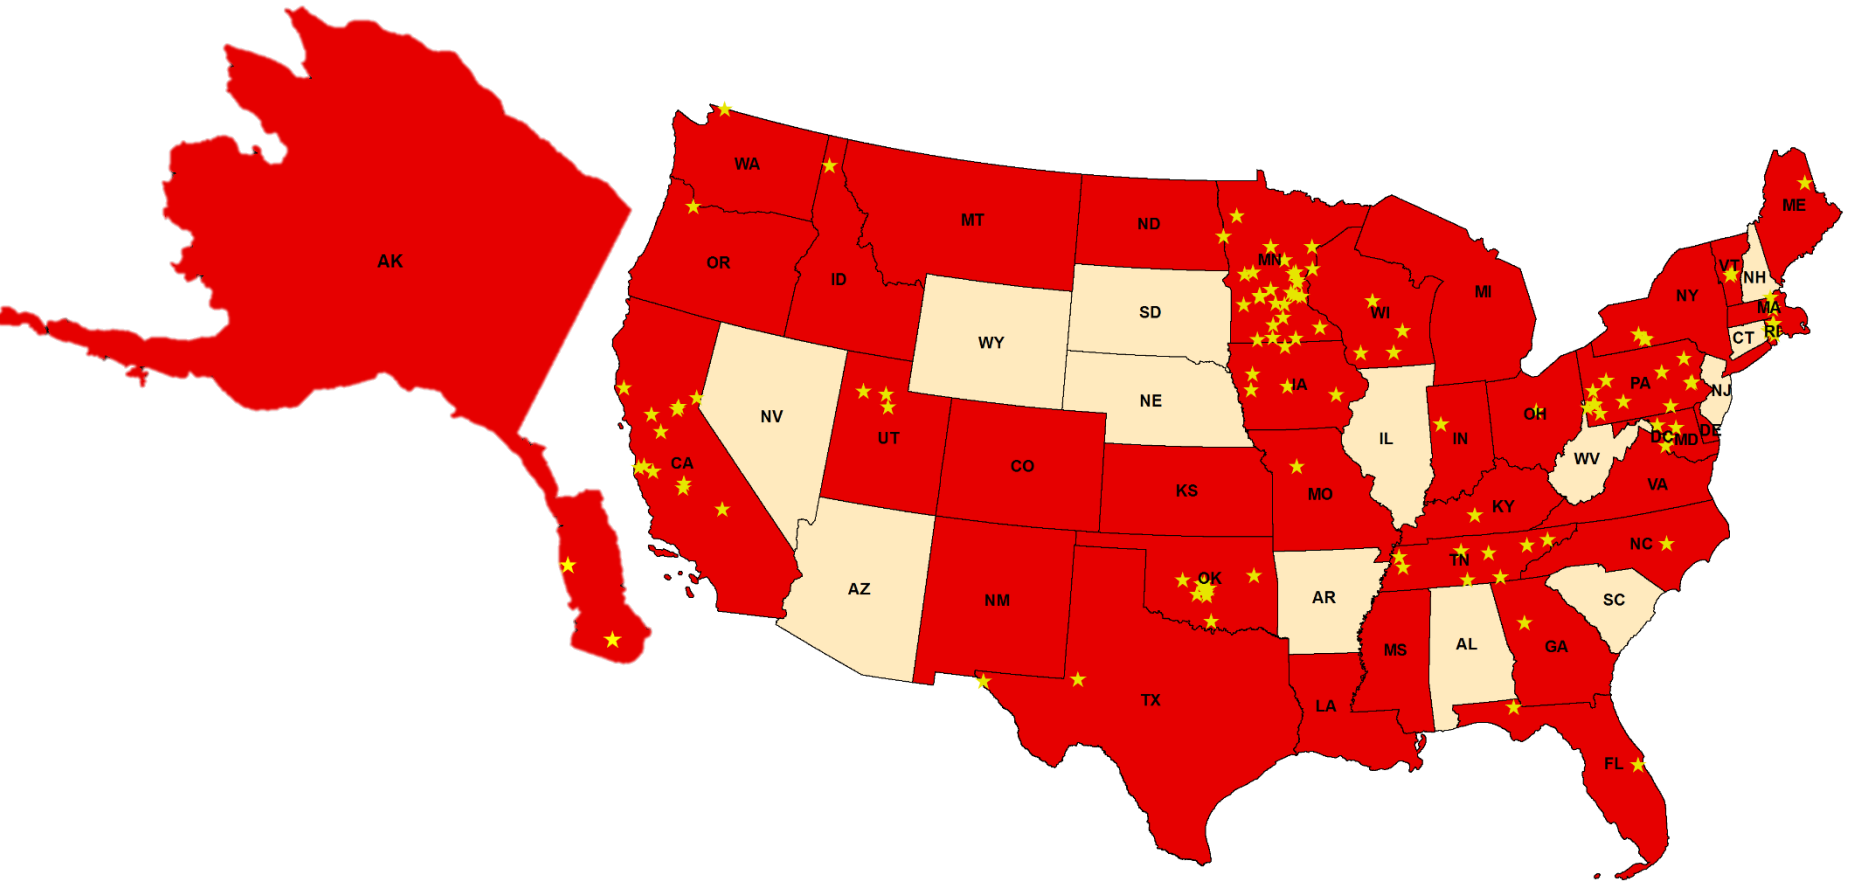 AK
WA
MT
ND
MN
OR
ID
WI
MI
ME
VT
NH
NY
MA
RI
CT
SD
WY
NE
IA
PA
NJ
NV
UT
CO
CA
KS
MO
IL
IN
OH
WV
DC
MD
DE
VA
KY
NC
TN
OK
AR
SC
AZ
NM
TX
LA
MS
AL
GA
FL